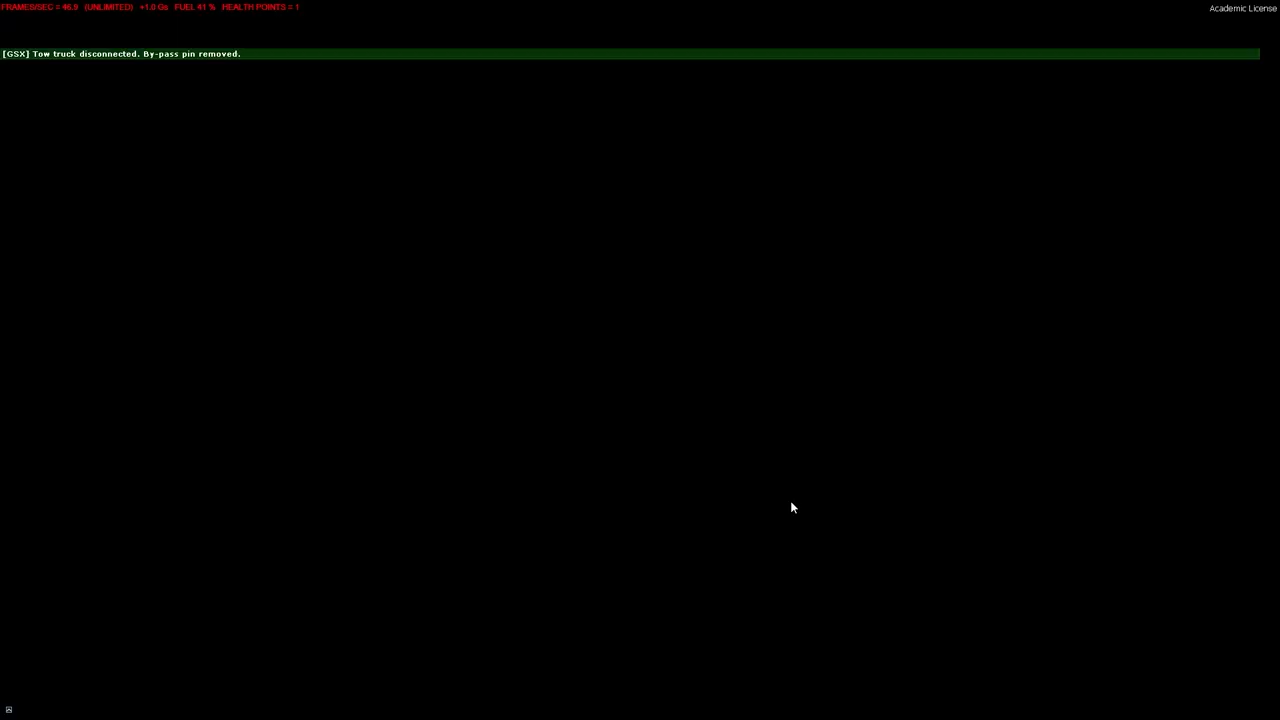 FRAMES/SEC = 46.9 (UNLIMITED) +1.0 Gs FUEL 41 % HEALTH POINTS = 1
Academic License
[GSX] Tow truck disconnected. By-pass pin removed.